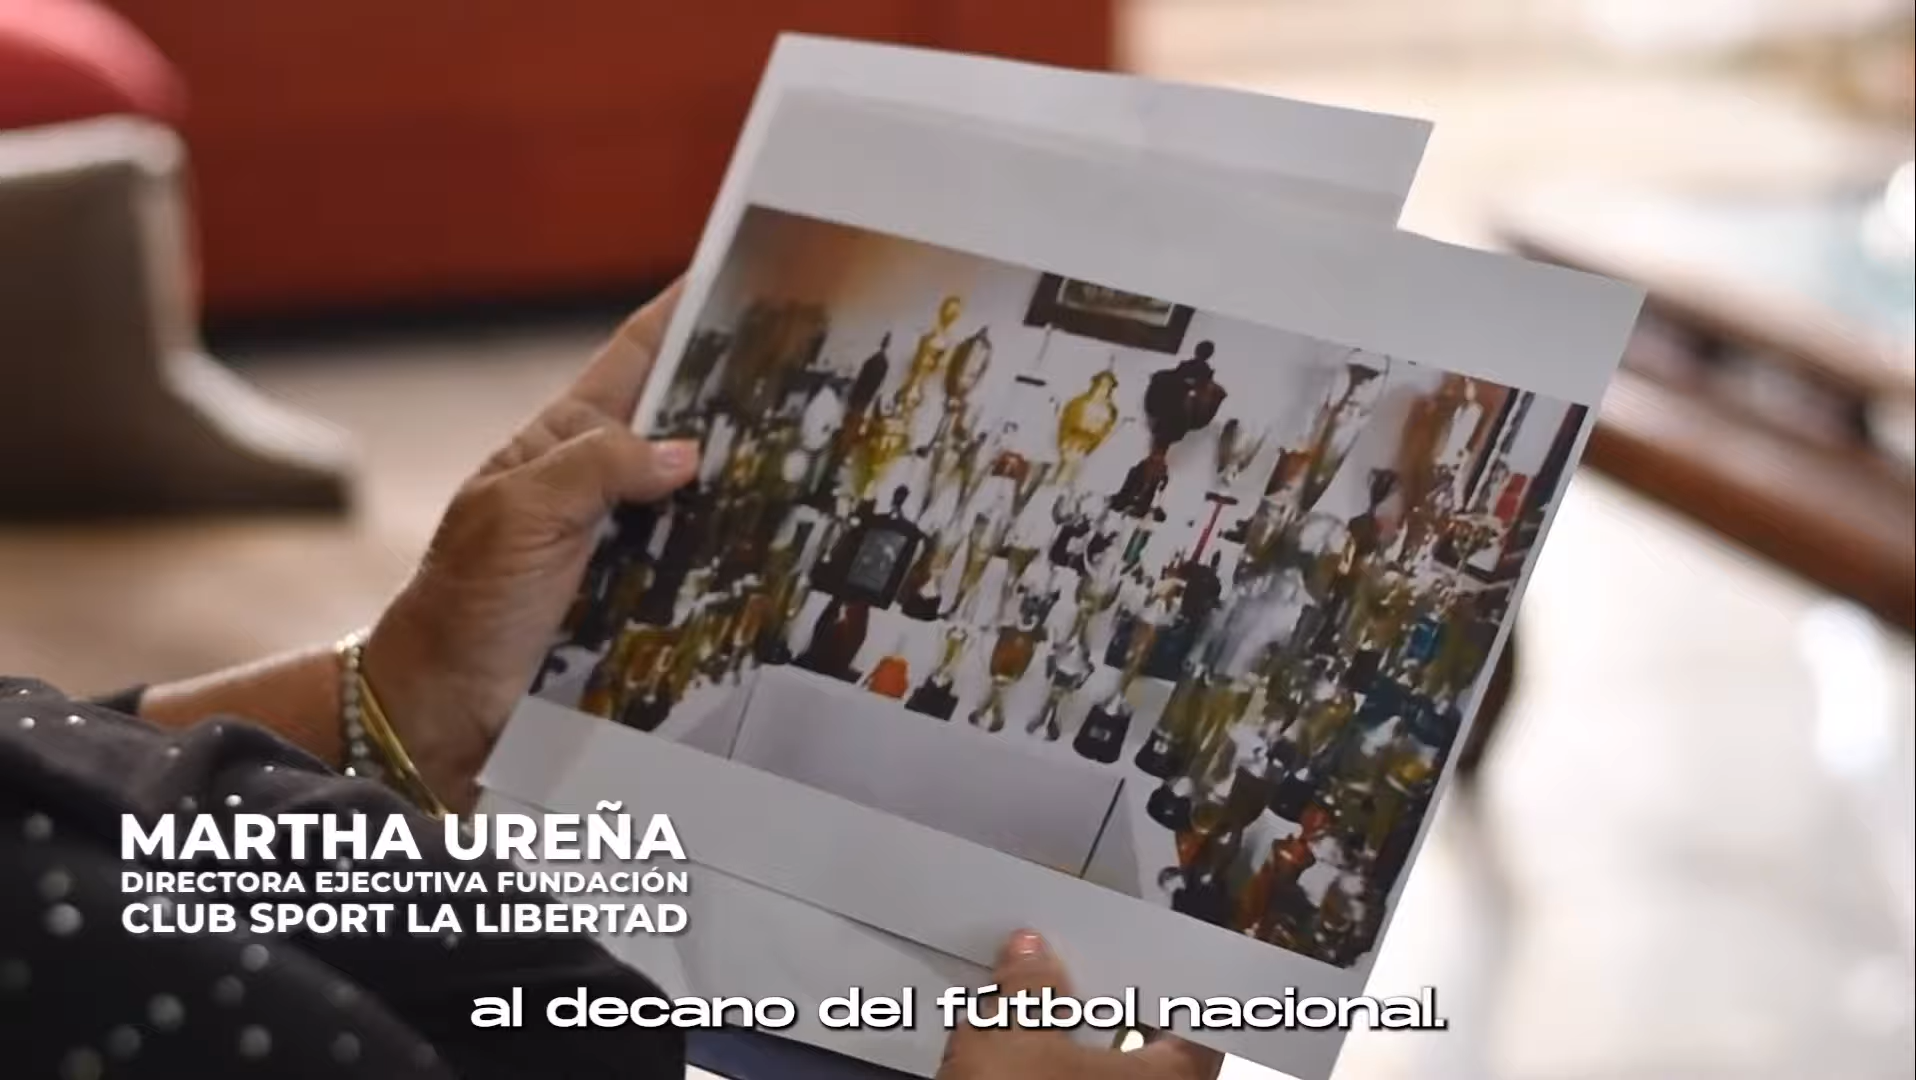 MARTHA UREÑA
DIRECTORA EJECUTIVA FUNDACIÓN
CLUB SPORT LA LIBERTAD
al decano del fútbol nacional.